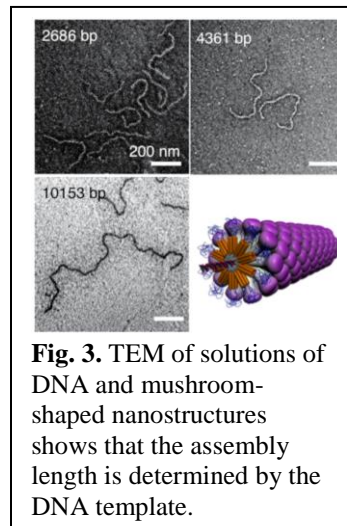 2686 bp
4361 bp
200 nm
10153 bp
Fig. 3. TEM of solutions of
DNA and mushroom-
shaped nanostructures
shows that the assembly
length is determined by the
DNA template.